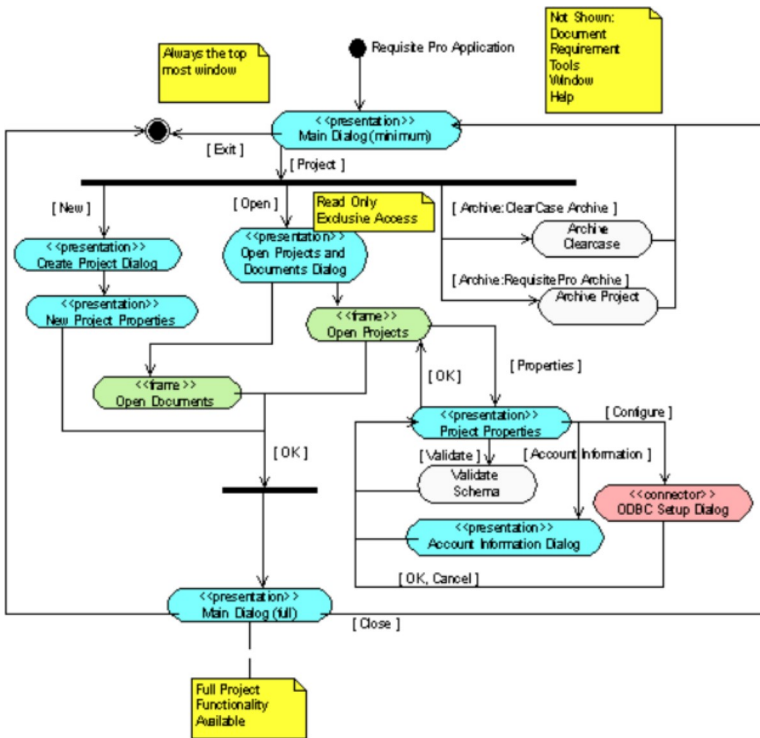 Always the top
most window
Requisite Pro Application
Not Shown:
Document
Requirement
Tools
Window
Help
<<presentation>>
Main Dialog (minimum)
[ Exit]
[ Project]
[ New]
[ Open]
Read Only
Exclusive Access
[ Archive:ClearCase Archive ]
Archive
Clearcase
<<presentation>>
Create Project Dialog
<<presentation>>
Open Projects and
Documents Dialog
[Archive:RequisitePro Archive ]
Archive Project
<<presentation>>
New Project Properties
<<frame>>
Open Projects
[Properties ]
[OK]
<<frame>>
Open Documents
<<presentation>>
Project Properties
[Configure ]
[OK]
[Validate ]
[Account Information ]
Validate
Schema
<<connector>>
ODBC Setup Dialog
<<presentation>>
Account Information Dialog
[OK, Cancel ]
<<presentation>>
Main Dialog (full)
[Close ]
Full Project
Functionality
Available